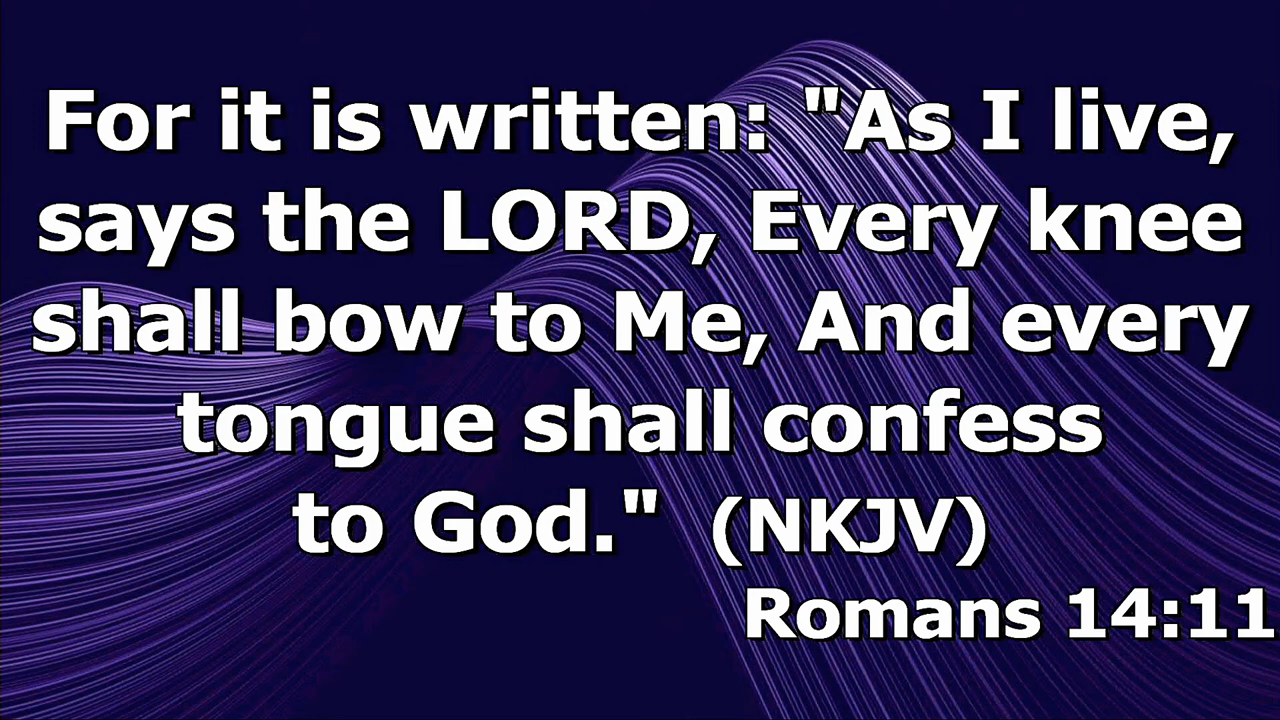 For it is written: "As I live,
says the LORD, Every knee
shall bow to Me, And every
tongue shall confess
to God." (NKJV)
Romans 14:11